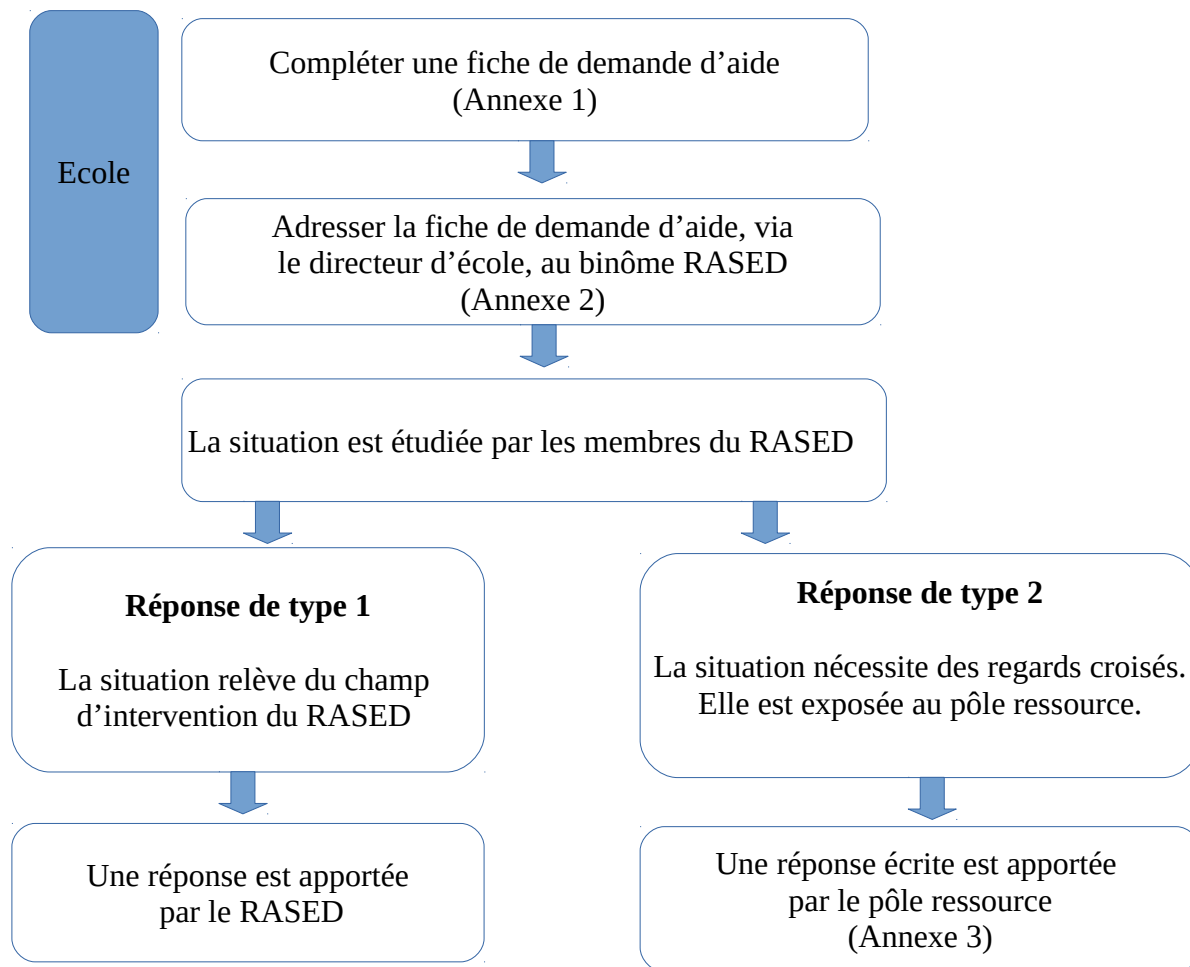 Ecole
Compléter une fiche de demande d’aide
(Annexe 1)
Adresser la fiche de demande d’aide, via
le directeur d’école, au binôme RASED
(Annexe 2)
La situation est étudiée par les membres du RASED
Réponse de type 1
La situation relève du champ
d’intervention du RASED
Réponse de type 2
La situation nécessite des regards croisés.
Elle est exposée au pôle ressource.
Une réponse est apportée
par le RASED
Une réponse écrite est apportée
par le pôle ressource
(Annexe 3)